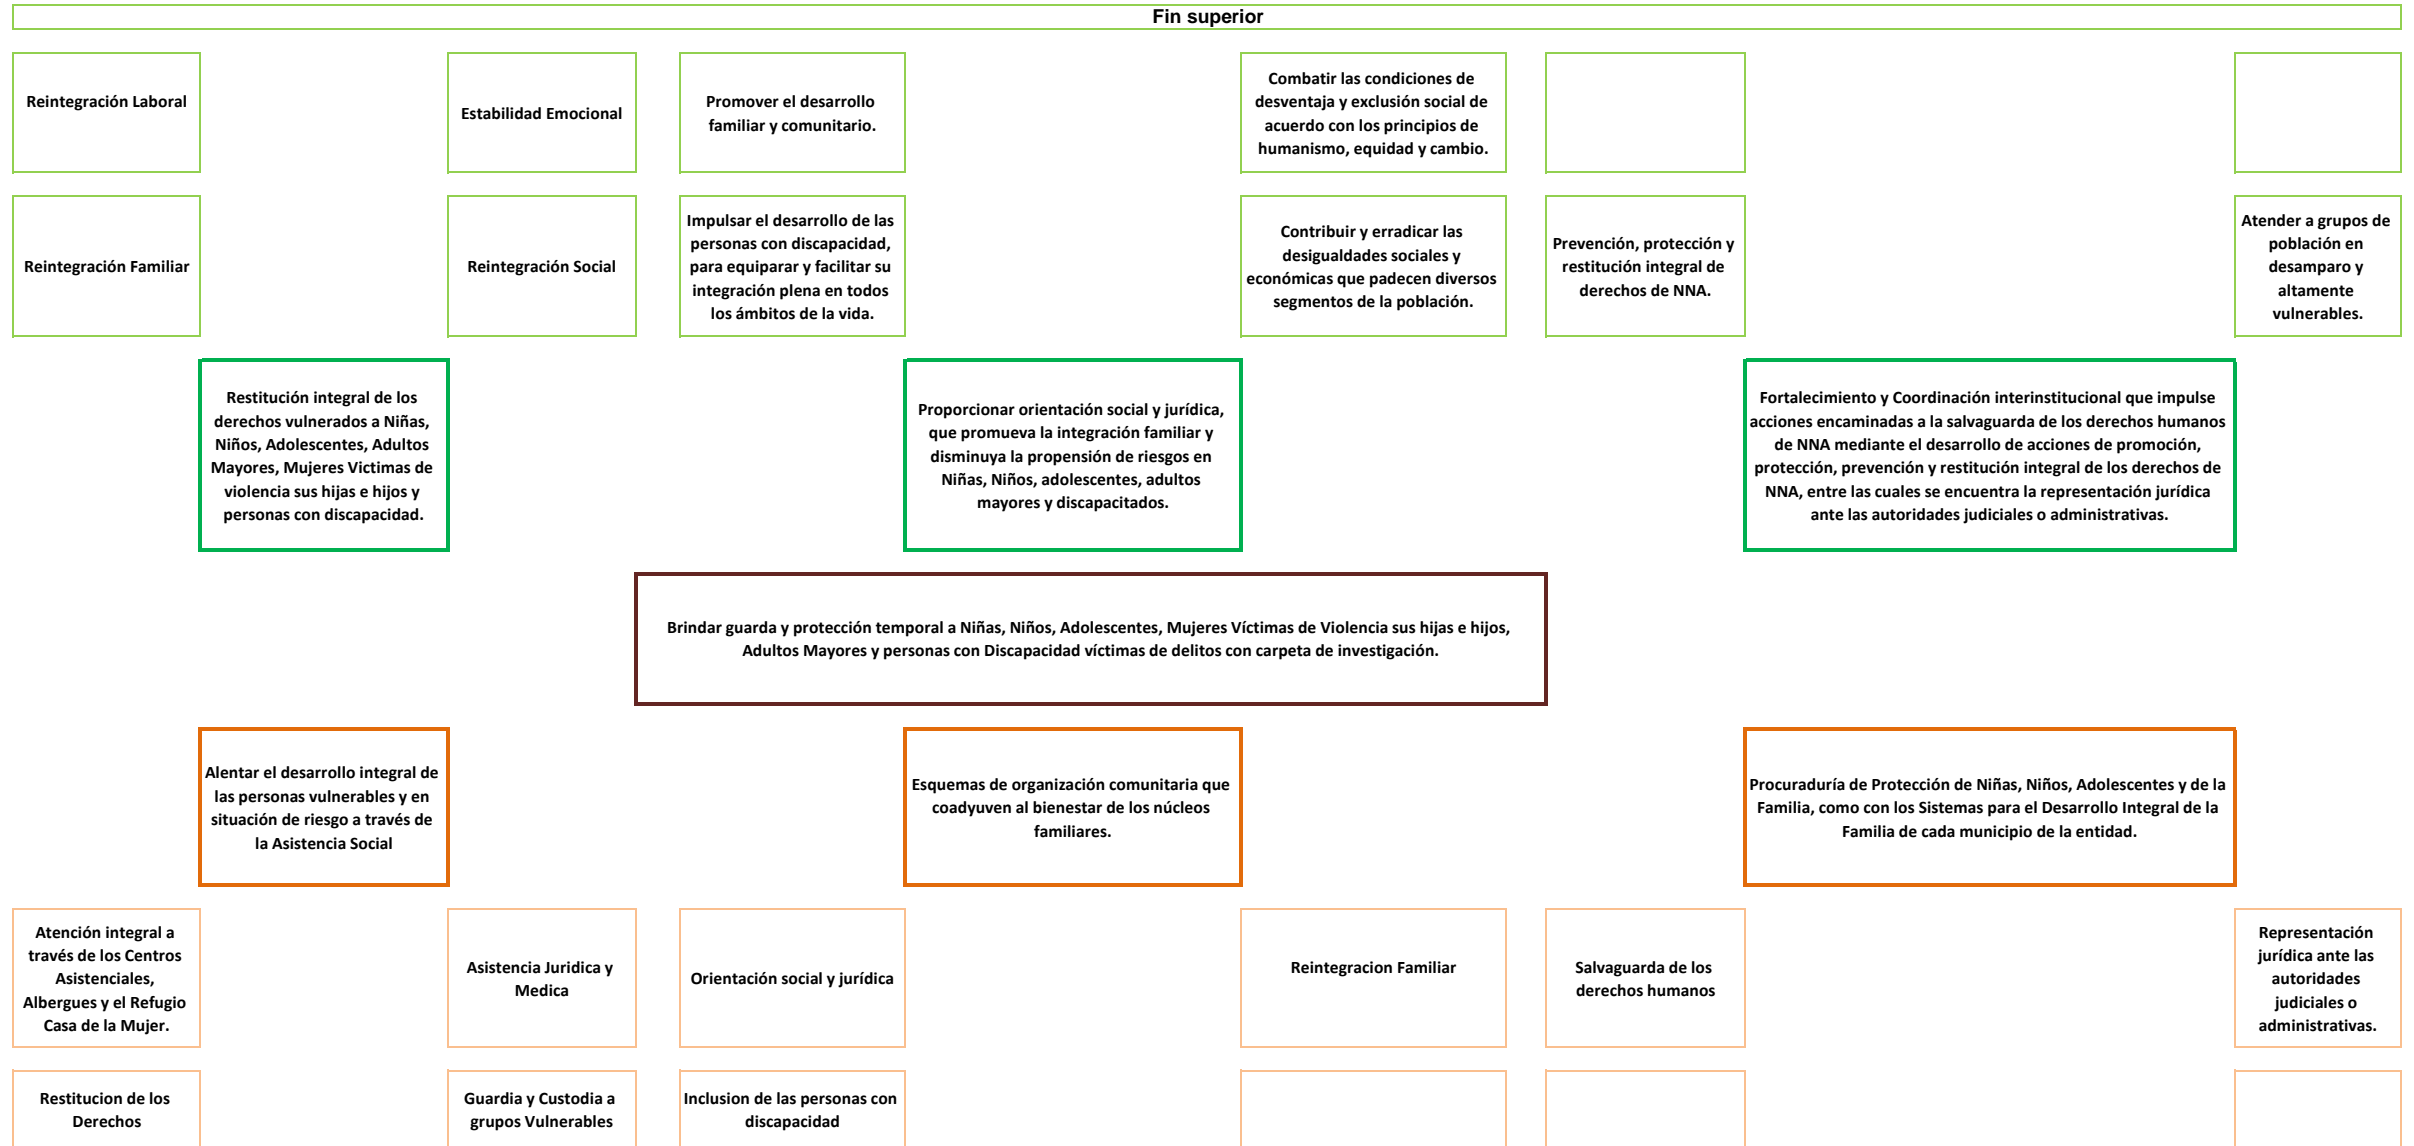 Fin superior
Reintegración Laboral
Estabilidad Emocional
Promover el desarrollo
familiar y comunitario.
Combatir las condiciones de
desventaja y exclusión social de
acuerdo con los principios de
humanismo, equidad y cambio.
Reintegración Familiar
Reintegración Social
Impulsar el desarrollo de las
personas con discapacidad,
para equiparar y facilitar su
integración plena en todos
los ámbitos de la vida.
Contribuir y erradicar las
desigualdades sociales y
económicas que padecen diversos
segmentos de la población.
Prevención, protección y
restitución integral de
derechos de NNA.
Atender a grupos de
población en
desamparo y
altamente
vulnerables.
Restitución integral de los
derechos vulnerados a Niñas,
Niños, Adolescentes, Adultos
Mayores, Mujeres Victimas de
violencia sus hijas e hijos y
personas con discapacidad.
Proporcionar orientación social y jurídica,
que promueva la integración familiar y
disminuya la propensión de riesgos en
Niñas, Niños, adolescentes, adultos
mayores y discapacitados.
Fortalecimiento y Coordinación interinstitucional que impulse
acciones encaminadas a la salvaguarda de los derechos humanos
de NNA mediante el desarrollo de acciones de promoción,
protección, prevención y restitución integral de los derechos de
NNA, entre las cuales se encuentra la representación jurídica
ante las autoridades judiciales o administrativas.
Brindar guarda y protección temporal a Niñas, Niños, Adolescentes, Mujeres Víctimas de Violencia sus hijas e hijos,
Adultos Mayores y personas con Discapacidad víctimas de delitos con carpeta de investigación.
Alentar el desarrollo integral de
las personas vulnerables y en
situación de riesgo a través de
la Asistencia Social
Esquemas de organización comunitaria que
coadyuven al bienestar de los núcleos
familiares.
Procuraduría de Protección de Niñas, Niños, Adolescentes y de la
Familia, como con los Sistemas para el Desarrollo Integral de la
Familia de cada municipio de la entidad.
Atención integral a
través de los Centros
Asistenciales,
Albergues y el Refugio
Casa de la Mujer.
Asistencia Juridica y
Medica
Orientación social y jurídica
Reintegracion Familiar
Salvaguarda de los
derechos humanos
Representación
jurídica ante las
autoridades
judiciales o
administrativas.
Restitucion de los
Derechos
Guardia y Custodia a
grupos Vulnerables
Inclusion de las personas con
discapacidad